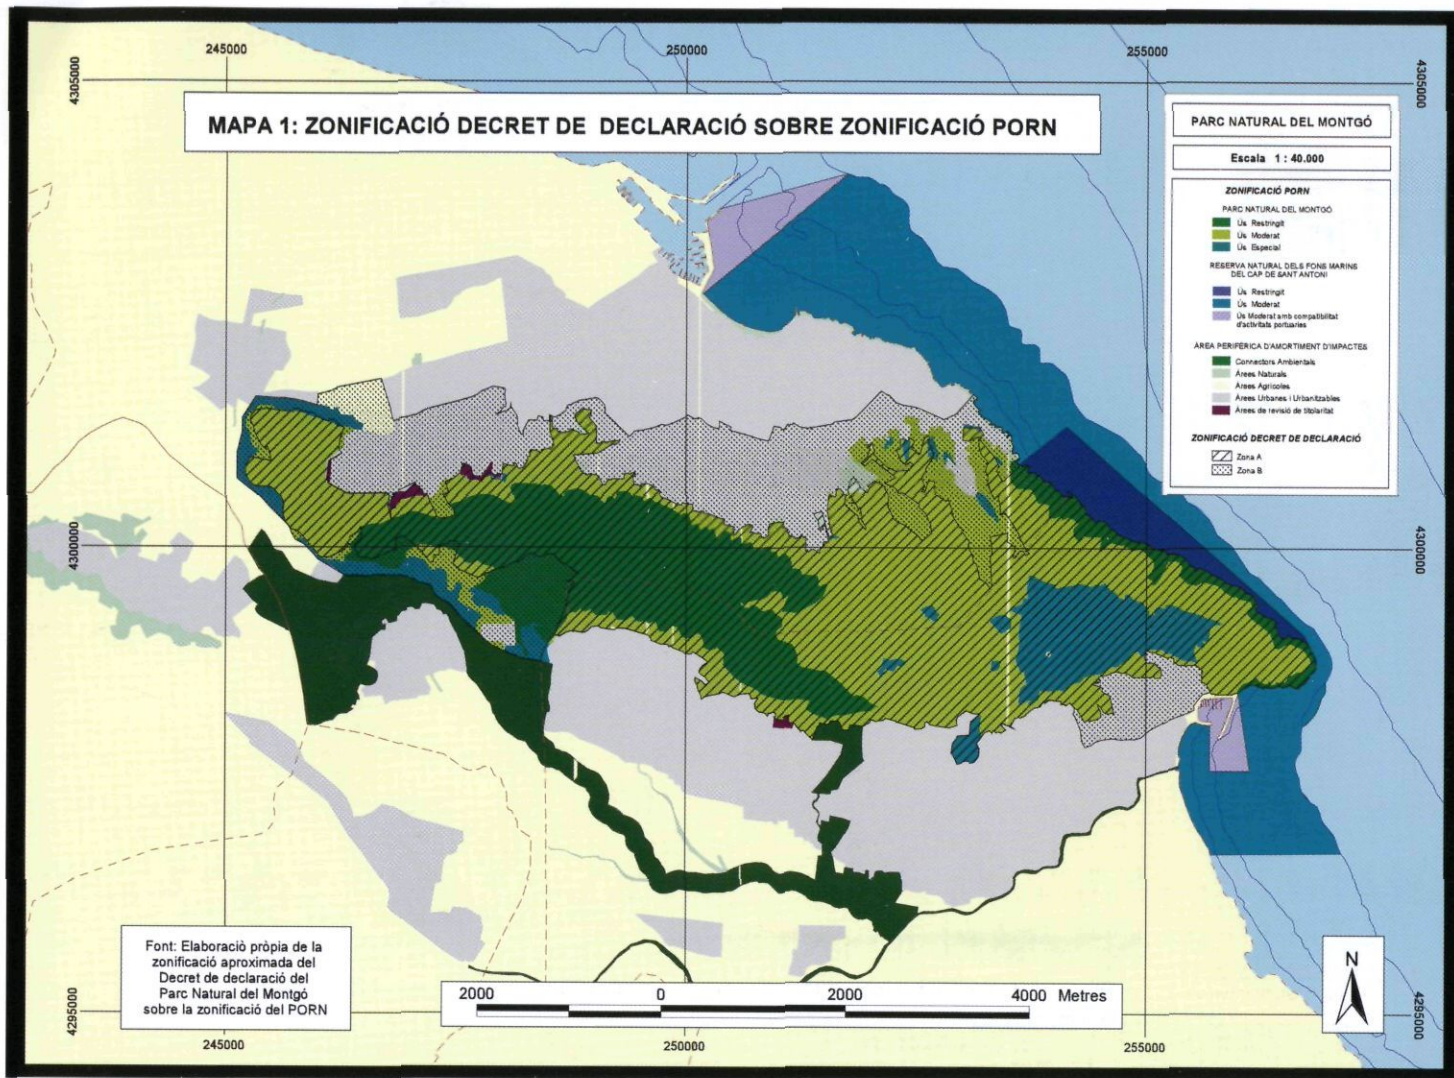 245000
250000
255000
4305000
4305000
MAPA 1: ZONIFICACIÓ DECRET DE DECLARACIÓ SOBRE ZONIFICACIÓ PORN
PARC NATURAL DEL MONTGÓ
Escala 1 : 40.000
ZONIFICACIÓ PORN
PARC NATURAL DEL MONTGÓ
Ús Restringit
Ús Moderat
Ús Especial
RESERVA NATURAL DELS FONS MARINS
DEL CAP DE SANT ANTONI
Ús Restringit
Ús Moderat
Ús Moderat amb compatibilitat
d'activitats portuaries
ÀREA PERIFÈRICA D'AMORTIMENT D'IMPACTES
Connectors Ambientals
Àrees Naturals
Àrees Agrícoles
Àrees Urbanes i Urbanitzables
Àrees de revisió de titolaritat
ZONIFICACIÓ DECRET DE DECLARACIÓ
Zona A
Zona B
4300000
4300000
Font: Elaboració pròpia de la
zonificació aproximada del
Decret de declaració del
Parc Natural del Montgó
sobre la zonificació del PORN
2000 0 2000 4000 Metres
N
4295000
4295000
245000
250000
255000